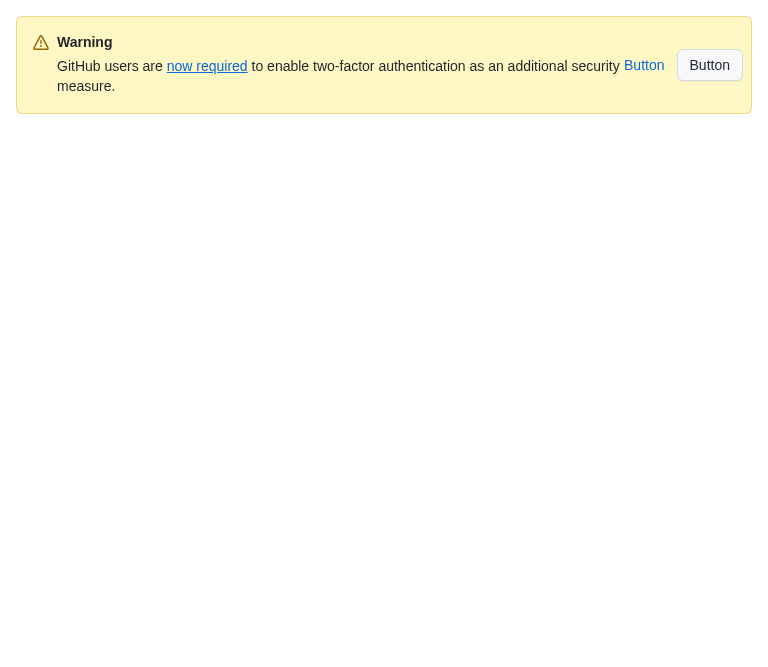 Warning
GitHub users are now required to enable two-factor authentication as an additional security
measure.
Button
Button